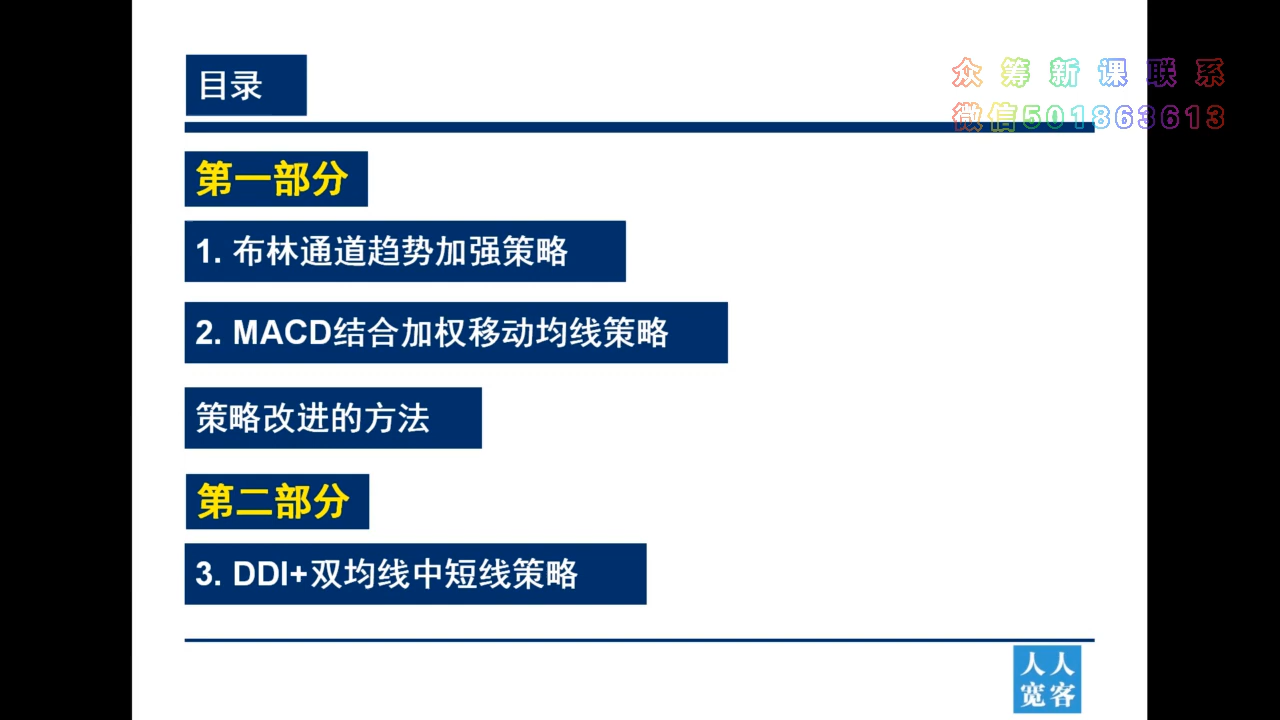 目录
众筹新课联系
微信501863613
第一部分
1. 布林通道趋势加强策略
2. MACD结合加权移动均线策略
策略改进的方法
第二部分
3. DDI+双均线中短线策略
人人
宽客